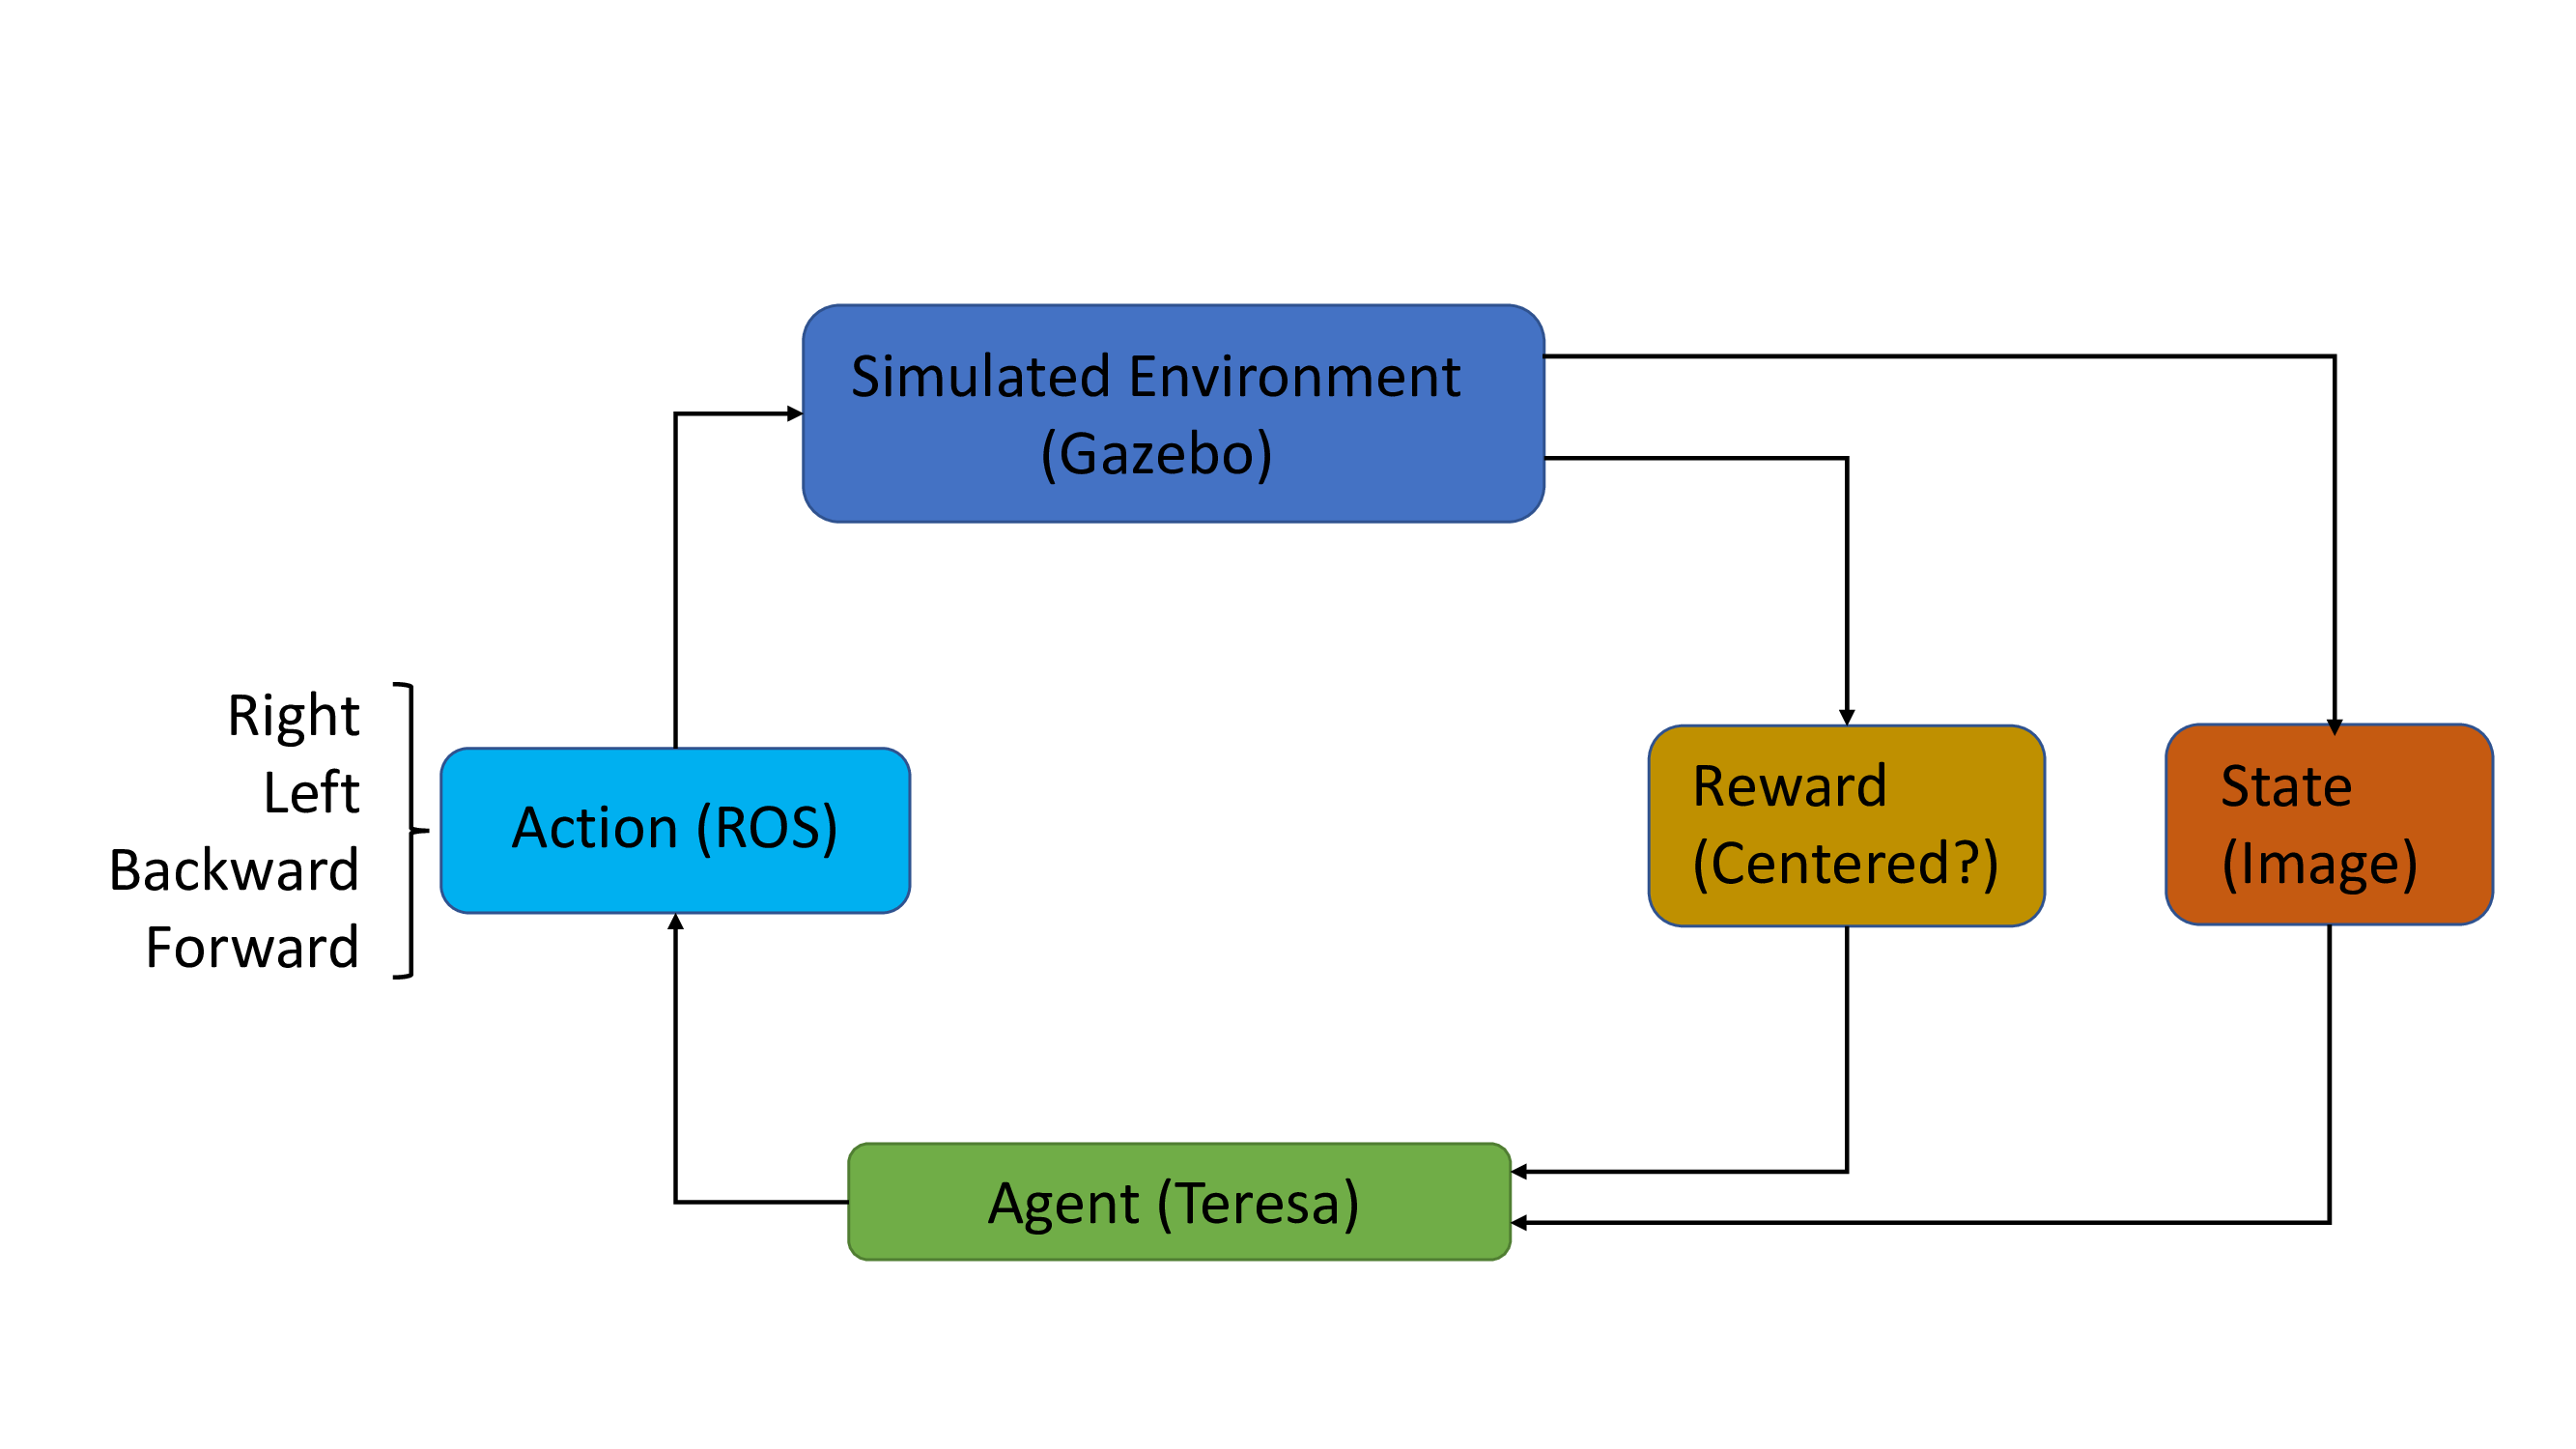 Simulated Environment
(Gazebo)
Right
Left
Backward
Forward
Action (ROS)
Reward
(Centered?)
State
(Image)
Agent (Teresa)